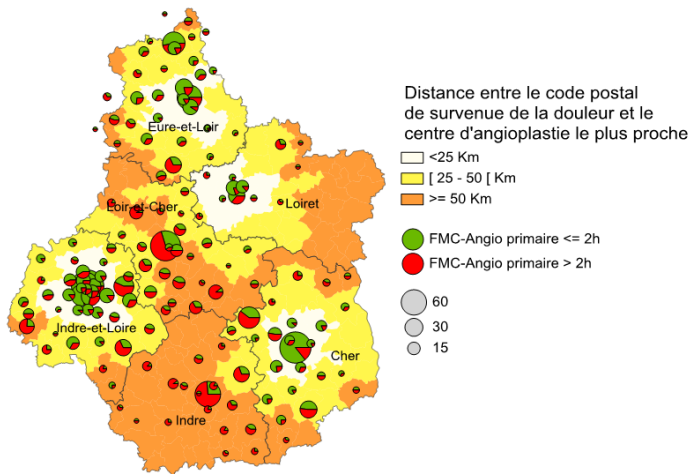 Distance entre le code postal
de survenue de la douleur et le
centre d'angioplastie le plus proche
<25 Km
[ 25 - 50 [ Km
>= 50 Km
FMC-Angio primaire <= 2h
FMC-Angio primaire > 2h
60
30
15
Eure-et-Loir
Loir-et-Cher
Loiret
Indre-et-Loire
Cher
Indre